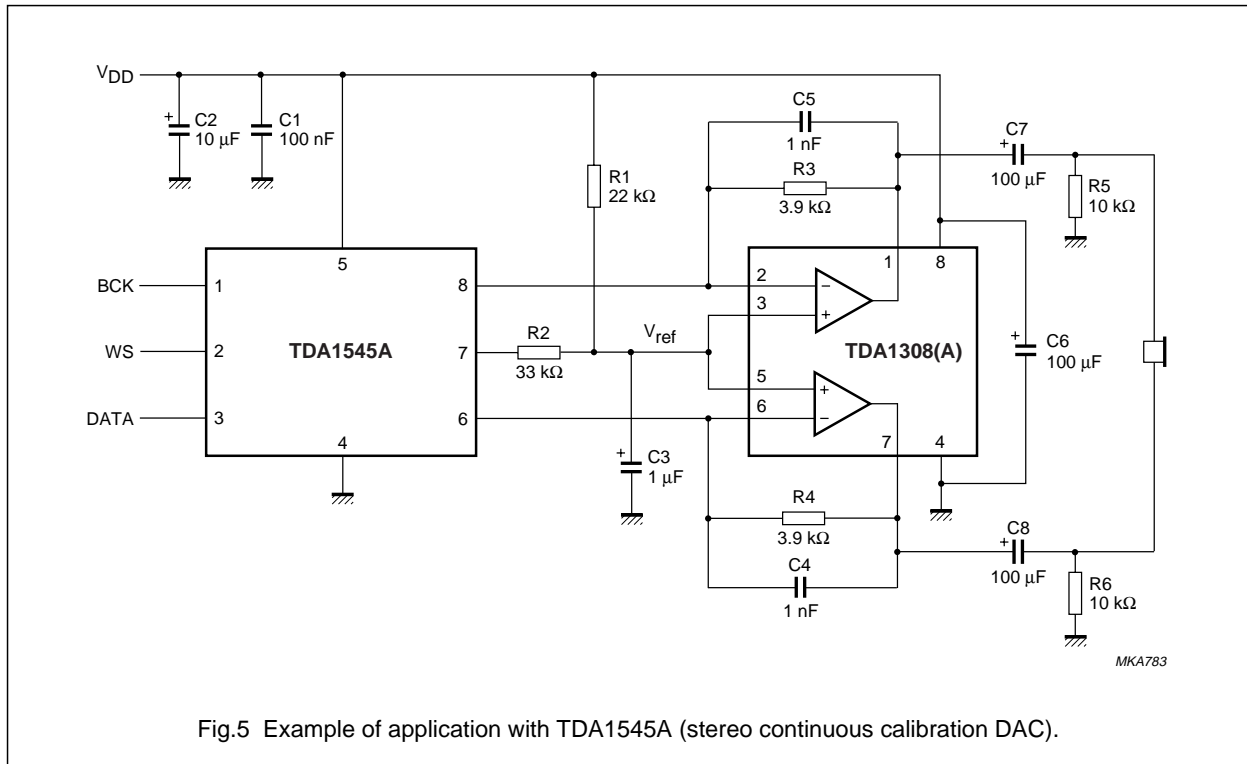 V_DD
C2
10 μF
C1
100 nF
C5
1 nF
C7
100 μF
R1
22 kΩ
R3
3.9 kΩ
R5
10 kΩ
5
1
8
BCK
1
8
2
3
WS
2
TDA1545A
7
R2
33 kΩ
V_ref
TDA1308(A)
C6
100 μF
DATA
3
6
5
6
4
7
4
C3
1 μF
R4
3.9 kΩ
C8
100 μF
C4
1 nF
R6
10 kΩ
MKA783
Fig.5 Example of application with TDA1545A (stereo continuous calibration DAC).